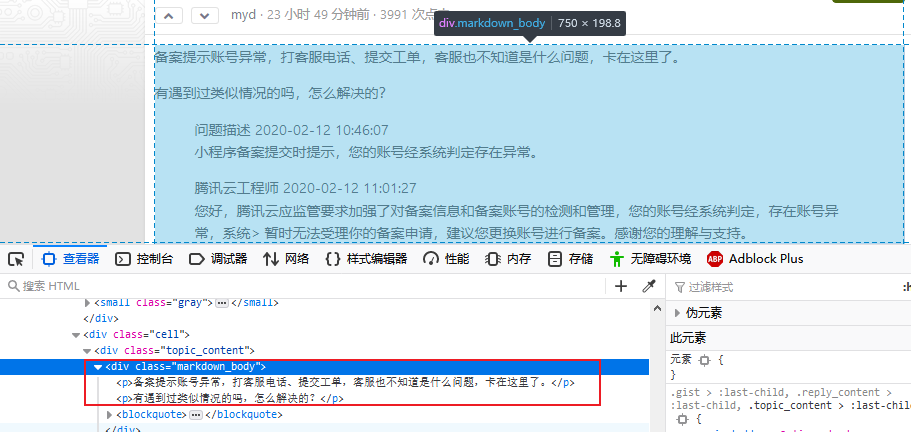 myd · 23 小时 49 分钟前 · 3991 次点
div.markdown_body 750 × 198.8
备案提示账号异常，打客服电话、提交工单，客服也不知道是什么问题，卡在这里了。
有遇到过类似情况的吗，怎么解决的？
问题描述 2020-02-12 10:46:07
小程序备案提交时提示，您的账号经系统判定存在异常。
腾讯云工程师 2020-02-12 11:01:27
您好，腾讯云应监管要求加强了对备案信息和备案账号的检测和管理，您的账号经系统判定，存在账号异
常，系统> 暂时无法受理你的备案申请，建议您更换账号进行备案。感谢您的理解与支持。
查看器 控制台 调试器 网络 {} 样式编辑器 性能 内存 存储 无障碍环境 ABP Adblock Plus
搜索 HTML
过滤样式
<small class="gray"> </small>
</div>
<div class="cell">
<div class="topic_content">
<div class="markdown_body">
<p>备案提示账号异常，打客服电话、提交工单，客服也不知道是什么问题，卡在这里了。</p>
<p>有遇到过类似情况的吗，怎么解决的？</p>
<blockquote> </blockquote>
</div>
伪元素
此元素
元素 {
}
.gist > :last-child, .reply_content >
:last-child, .topic_content > :last-chil
{